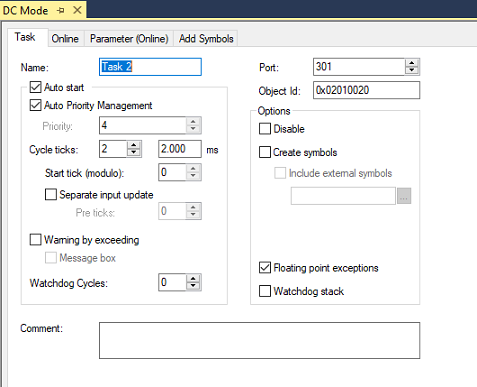 DC Mode
Task Online Parameter (Online) Add Symbols
Name: Task 2 Port: 301
Auto start Object Id: 0x02010020
Auto Priority Management Options
Priority: 4 Disable
Cycle ticks: 2 2.000 ms Create symbols
Start tick (modulo): 0 Include external symbols
Separate input update ...
Pre ticks: 0
Warning by exceeding
Message box Floating point exceptions
Watchdog Cycles: 0 Watchdog stack
Comment: